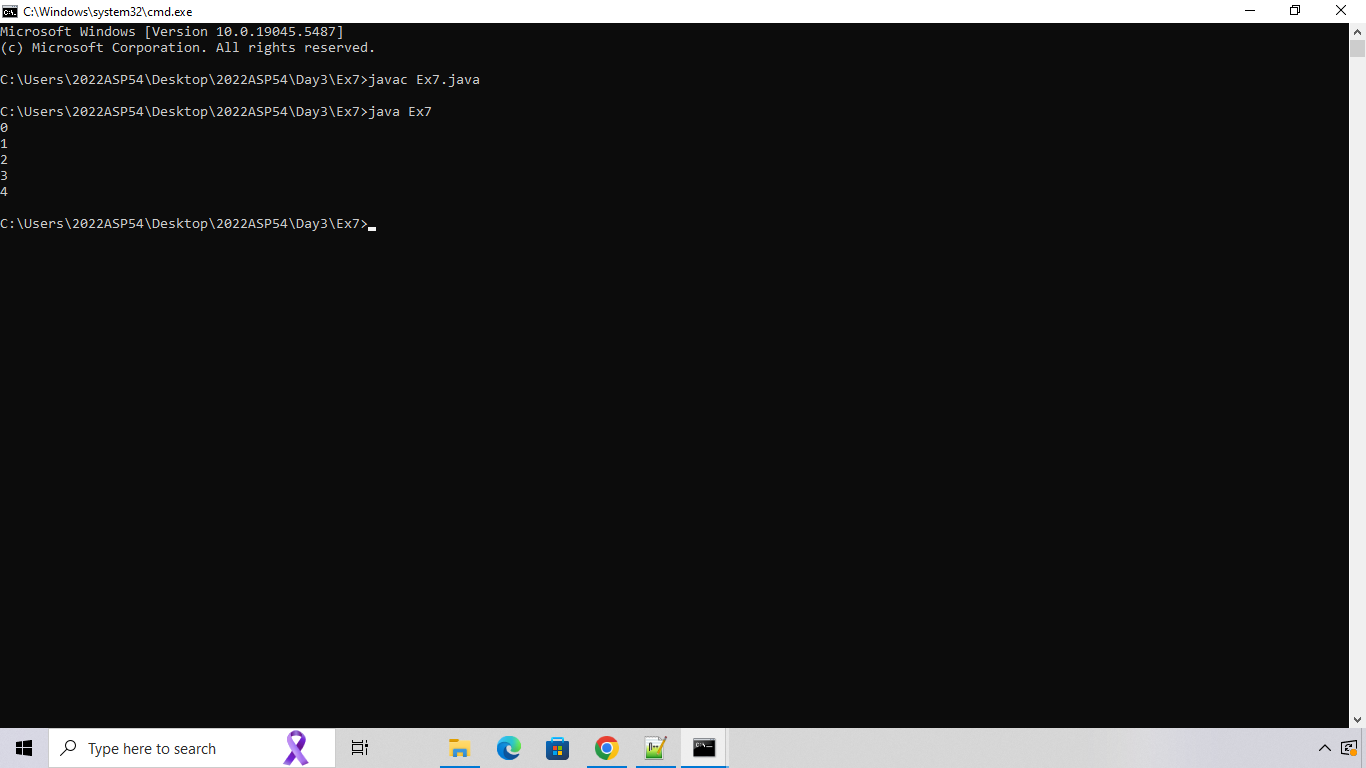 C:\Windows\system32\cmd.exe
Microsoft Windows [Version 10.0.19045.5487]
(c) Microsoft Corporation. All rights reserved.
C:\Users\2022ASP54\Desktop\2022ASP54\Day3\Ex7>javac Ex7.java
C:\Users\2022ASP54\Desktop\2022ASP54\Day3\Ex7>java Ex7
0
1
2
3
4
C:\Users\2022ASP54\Desktop\2022ASP54\Day3\Ex7>
Type here to search